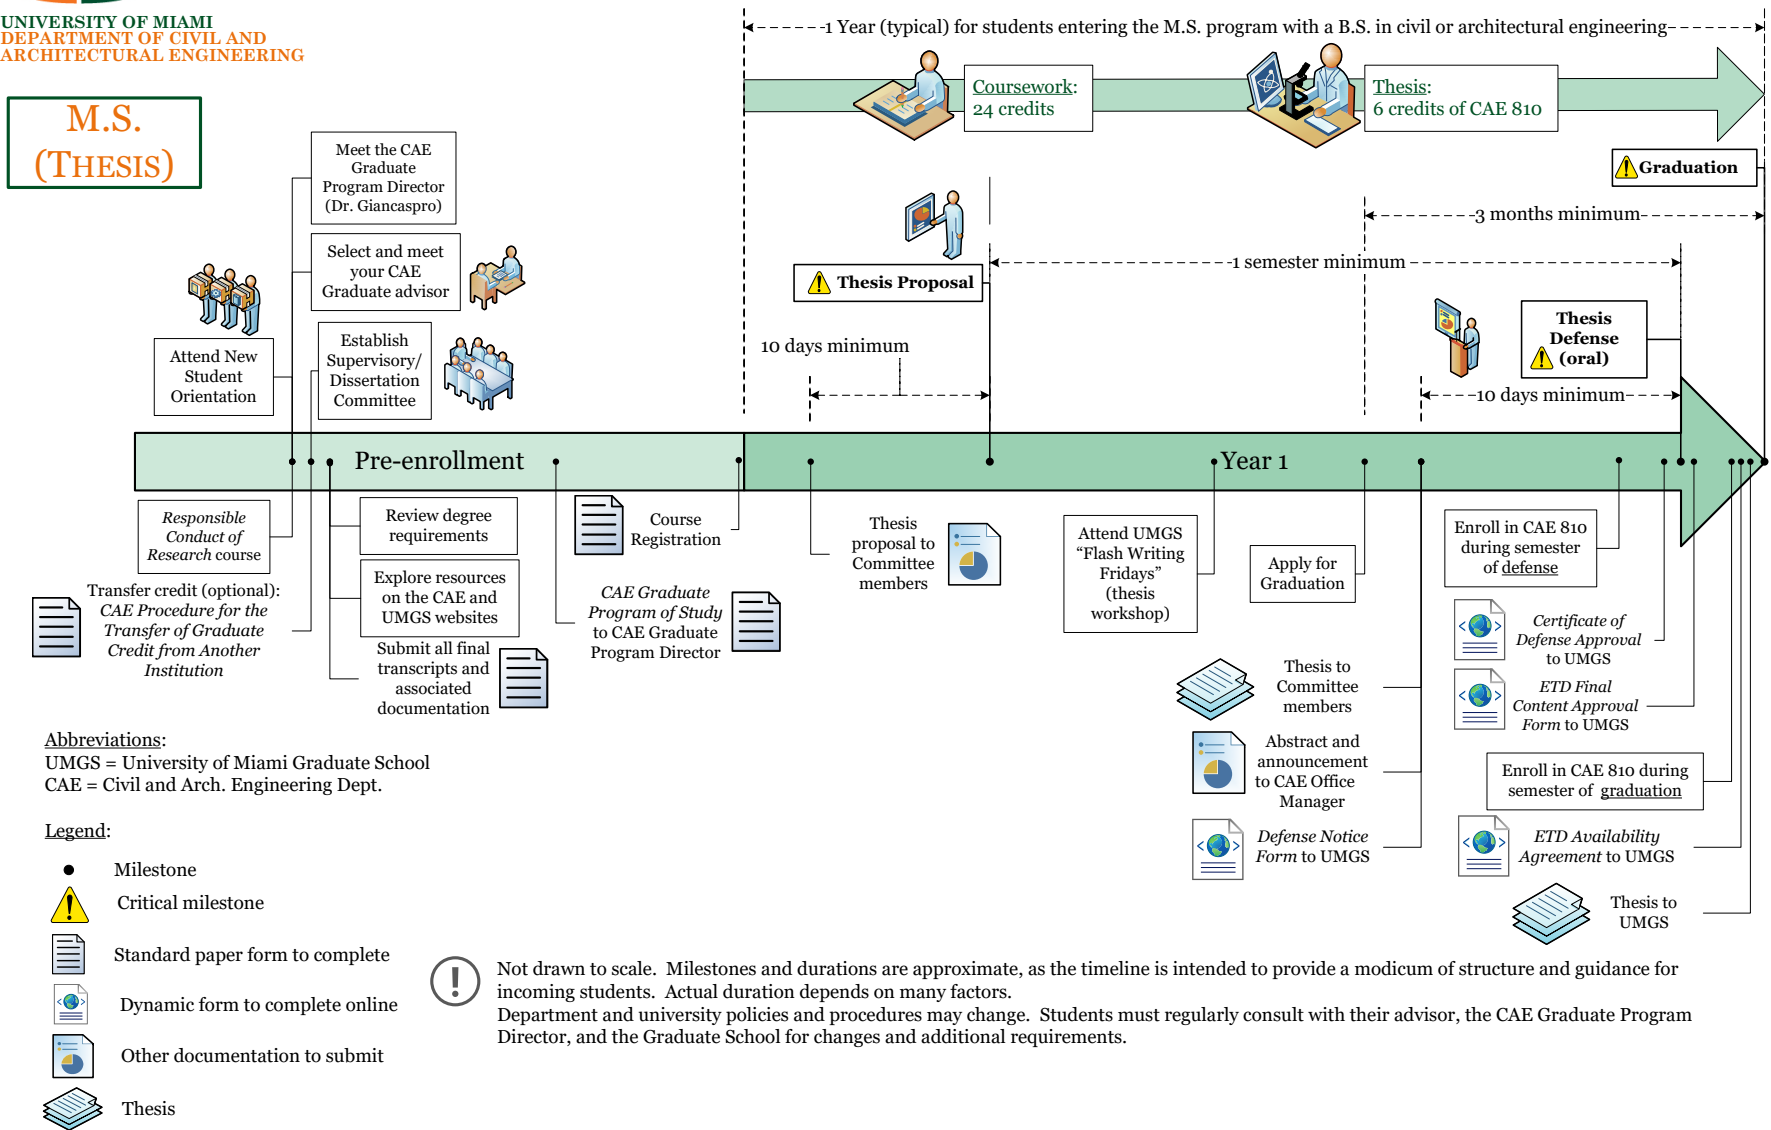 UNIVERSITY OF MIAMI
DEPARTMENT OF CIVIL AND
ARCHITECTURAL ENGINEERING
M.S.
(THESIS)
1 Year (typical) for students entering the M.S. program with a B.S. in civil or architectural engineering
Coursework:
24 credits
Thesis:
6 credits of CAE 810
Graduation
3 months minimum
1 semester minimum
Thesis Proposal
10 days minimum
Thesis
Defense
(oral)
10 days minimum
Meet the CAE
Graduate
Program Director
(Dr. Giancaspro)
Select and meet
your CAE
Graduate advisor
Attend New
Student
Orientation
Establish
Supervisory/
Dissertation
Committee
Pre-enrollment
Year 1
Responsible
Conduct of
Research course
Transfer credit (optional):
CAE Procedure for the
Transfer of Graduate
Credit from Another
Institution
Review degree
requirements
Explore resources
on the CAE and
UMGS websites
Submit all final
transcripts and
associated
documentation
Course
Registration
CAE Graduate
Program of Study
to CAE Graduate
Program Director
Thesis
proposal to
Committee
members
Attend UMGS
“Flash Writing
Fridays”
(thesis
workshop)
Apply for
Graduation
Thesis to
Committee
members
Abstract and
announcement
to CAE Office
Manager
Defense Notice
Form to UMGS
Enroll in CAE 810
during semester
of defense
Certificate of
Defense Approval
to UMGS
ETD Final
Content Approval
Form to UMGS
Enroll in CAE 810 during
semester of graduation
ETD Availability
Agreement to UMGS
Thesis to
UMGS
Abbreviations:
UMGS = University of Miami Graduate School
CAE = Civil and Arch. Engineering Dept.
Legend:
Milestone
Critical milestone
Standard paper form to complete
Dynamic form to complete online
Other documentation to submit
Thesis
Not drawn to scale.  Milestones and durations are approximate, as the timeline is intended to provide a modicum of structure and guidance for
incoming students.  Actual duration depends on many factors.
Department and university policies and procedures may change.  Students must regularly consult with their advisor, the CAE Graduate Program
Director, and the Graduate School for changes and additional requirements.